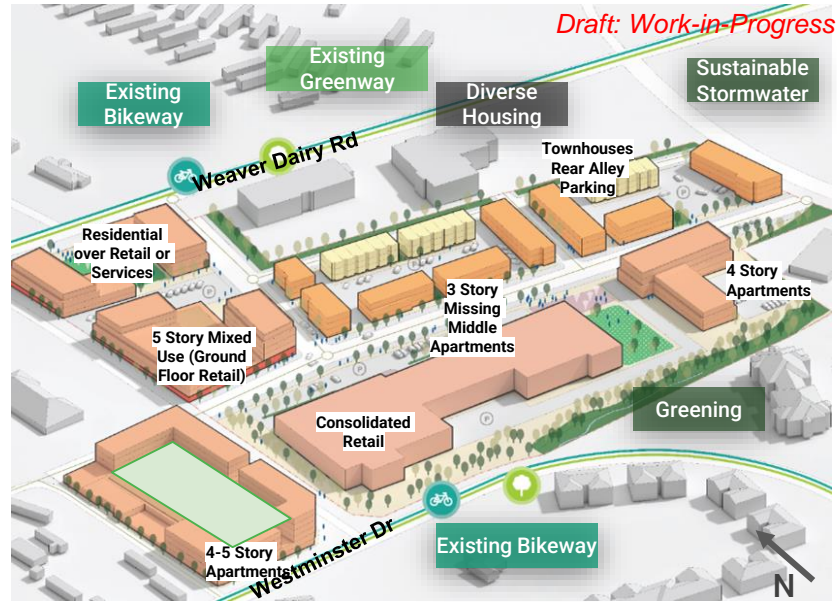 Draft: Work-in-Progress
Existing
Bikeway
Existing
Greenway
Diverse
Housing
Sustainable
Stormwater
Weaver Dairy Rd
Townhouses
Rear Alley
Parking
Residential
over Retail or
Services
3 Story
Missing
Middle
Apartments
4 Story
Apartments
5 Story Mixed
Use (Ground
Floor Retail)
Consolidated
Retail
Greening
4-5 Story
Apartments
Westminster Dr
Existing Bikeway
N
P
P
P
P
P